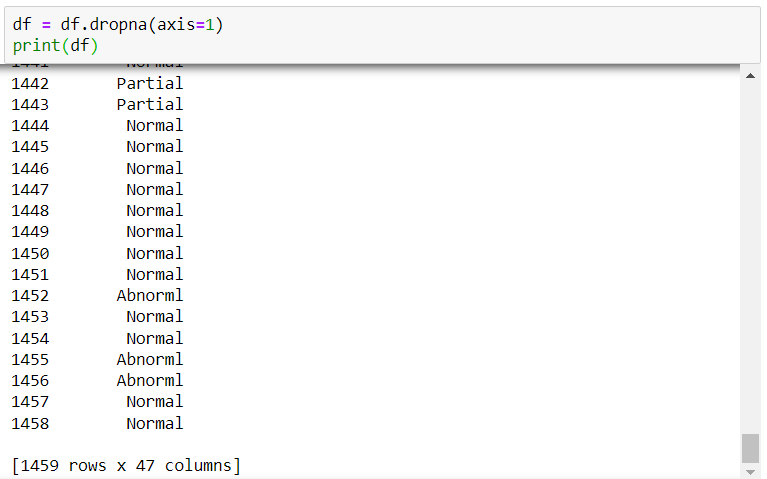 df = df.dropna(axis=1)
print(df)
1442 Partial
1443 Partial
1444 Normal
1445 Normal
1446 Normal
1447 Normal
1448 Normal
1449 Normal
1450 Normal
1451 Normal
1452 Abnorml
1453 Normal
1454 Normal
1455 Abnorml
1456 Abnorml
1457 Normal
1458 Normal
[1459 rows x 47 columns]